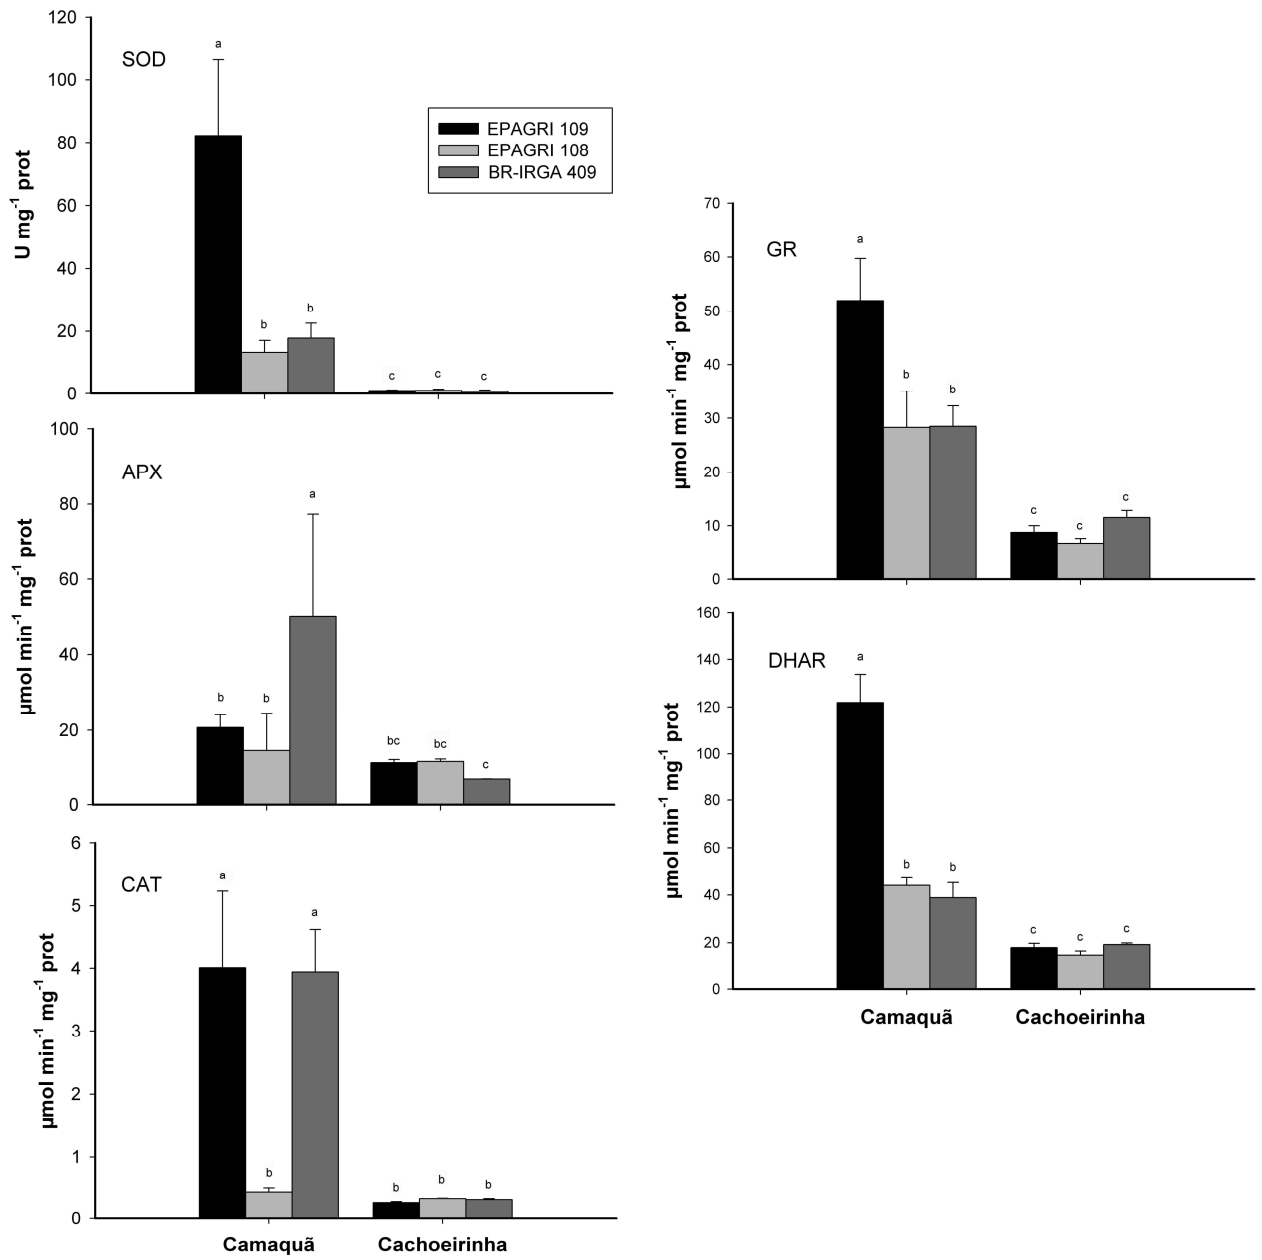 SOD
U mg⁻¹ prot
120
100
80
60
40
20
0
a
b
b
c
c
c
EPAGRI 109
EPAGRI 108
BR-IRGA 409
APX
µmol min⁻¹ mg⁻¹ prot
100
80
60
40
20
0
b
b
a
bc
bc
c
CAT
µmol min⁻¹ mg⁻¹ prot
6
5
4
3
2
1
0
a
b
a
b
b
b
Camaquã
Cachoeirinha
GR
µmol min⁻¹ mg⁻¹ prot
70
60
50
40
30
20
10
0
a
b
b
c
c
c
DHAR
µmol min⁻¹ mg⁻¹ prot
160
140
120
100
80
60
40
20
0
a
b
b
c
c
c
Camaquã
Cachoeirinha